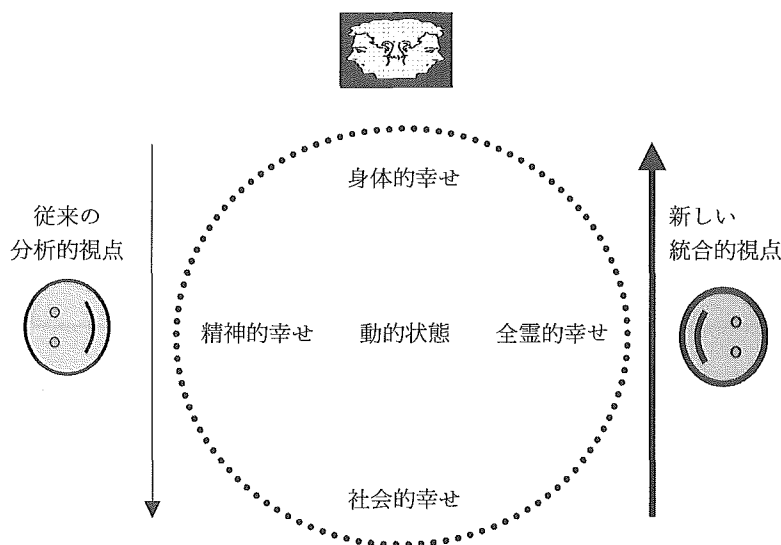 身体的幸せ
従来の
分析的視点
新しい
統合的視点
精神的幸せ 動的状態 全霊的幸せ
社会的幸せ